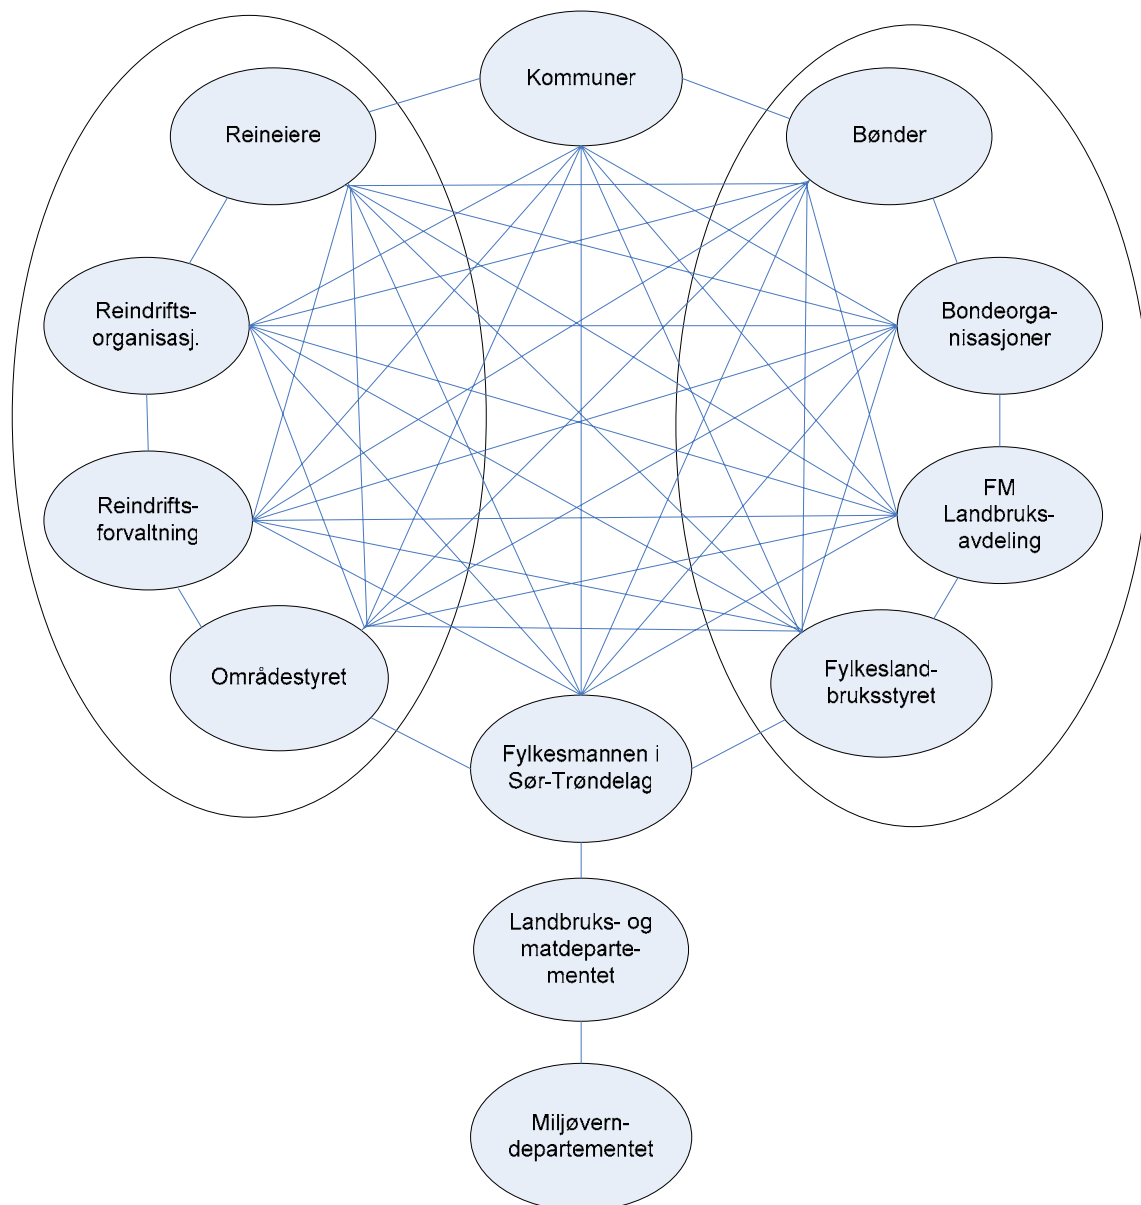 Kommuner
Reineiere
Bønder
Reindrifts-
organisasj.
Bondeorga-
nisasjoner
Reindrifts-
forvaltning
FM
Landbruks-
avdeling
Områdestyret
Fylkesland-
bruksstyret
Fylkesmannen i
Sør-Trøndelag
Landbruks- og
matdeparte-
mentet
Miljøvern-
departementet